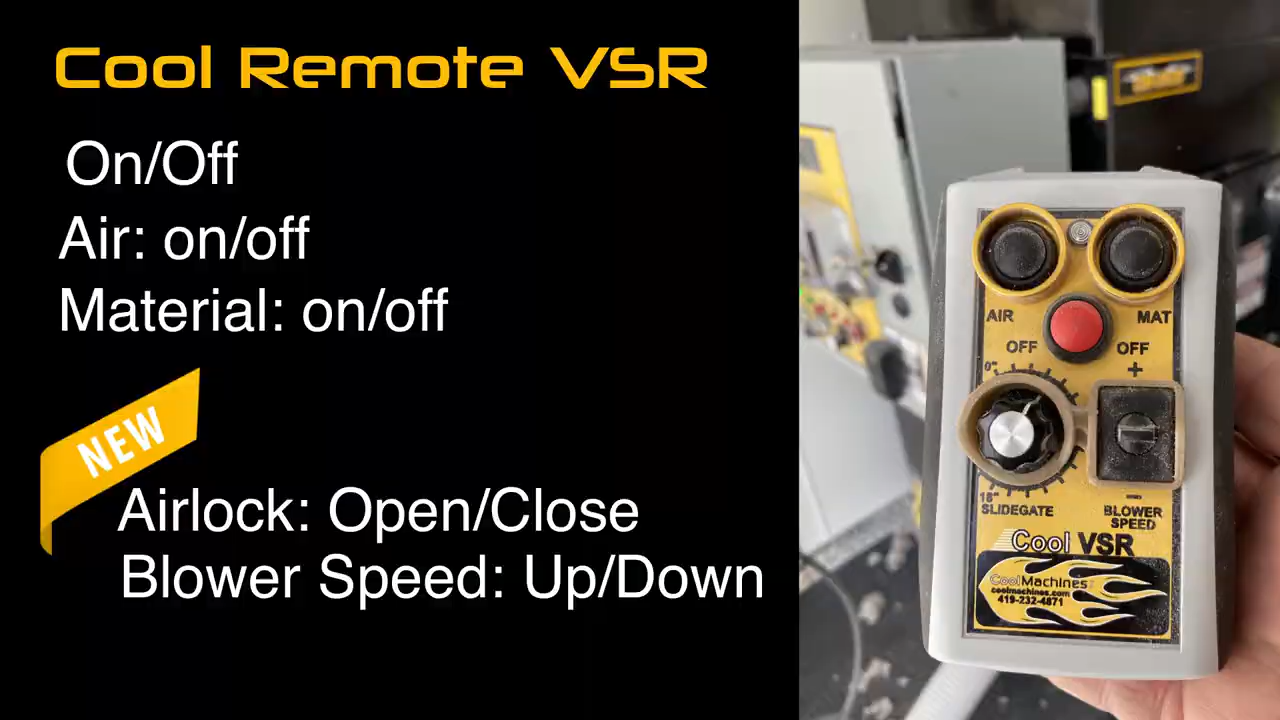 Cool Remote VSR
On/Off
Air: on/off
Material: on/off
NEW
Airlock: Open/Close
Blower Speed: Up/Down
AIR
MAT
OFF
OFF
+
0"
18"
−
SLIDEGATE
BLOWER
SPEED
Cool VSR
CoolMachines
coolmachines.com
419-232-4871